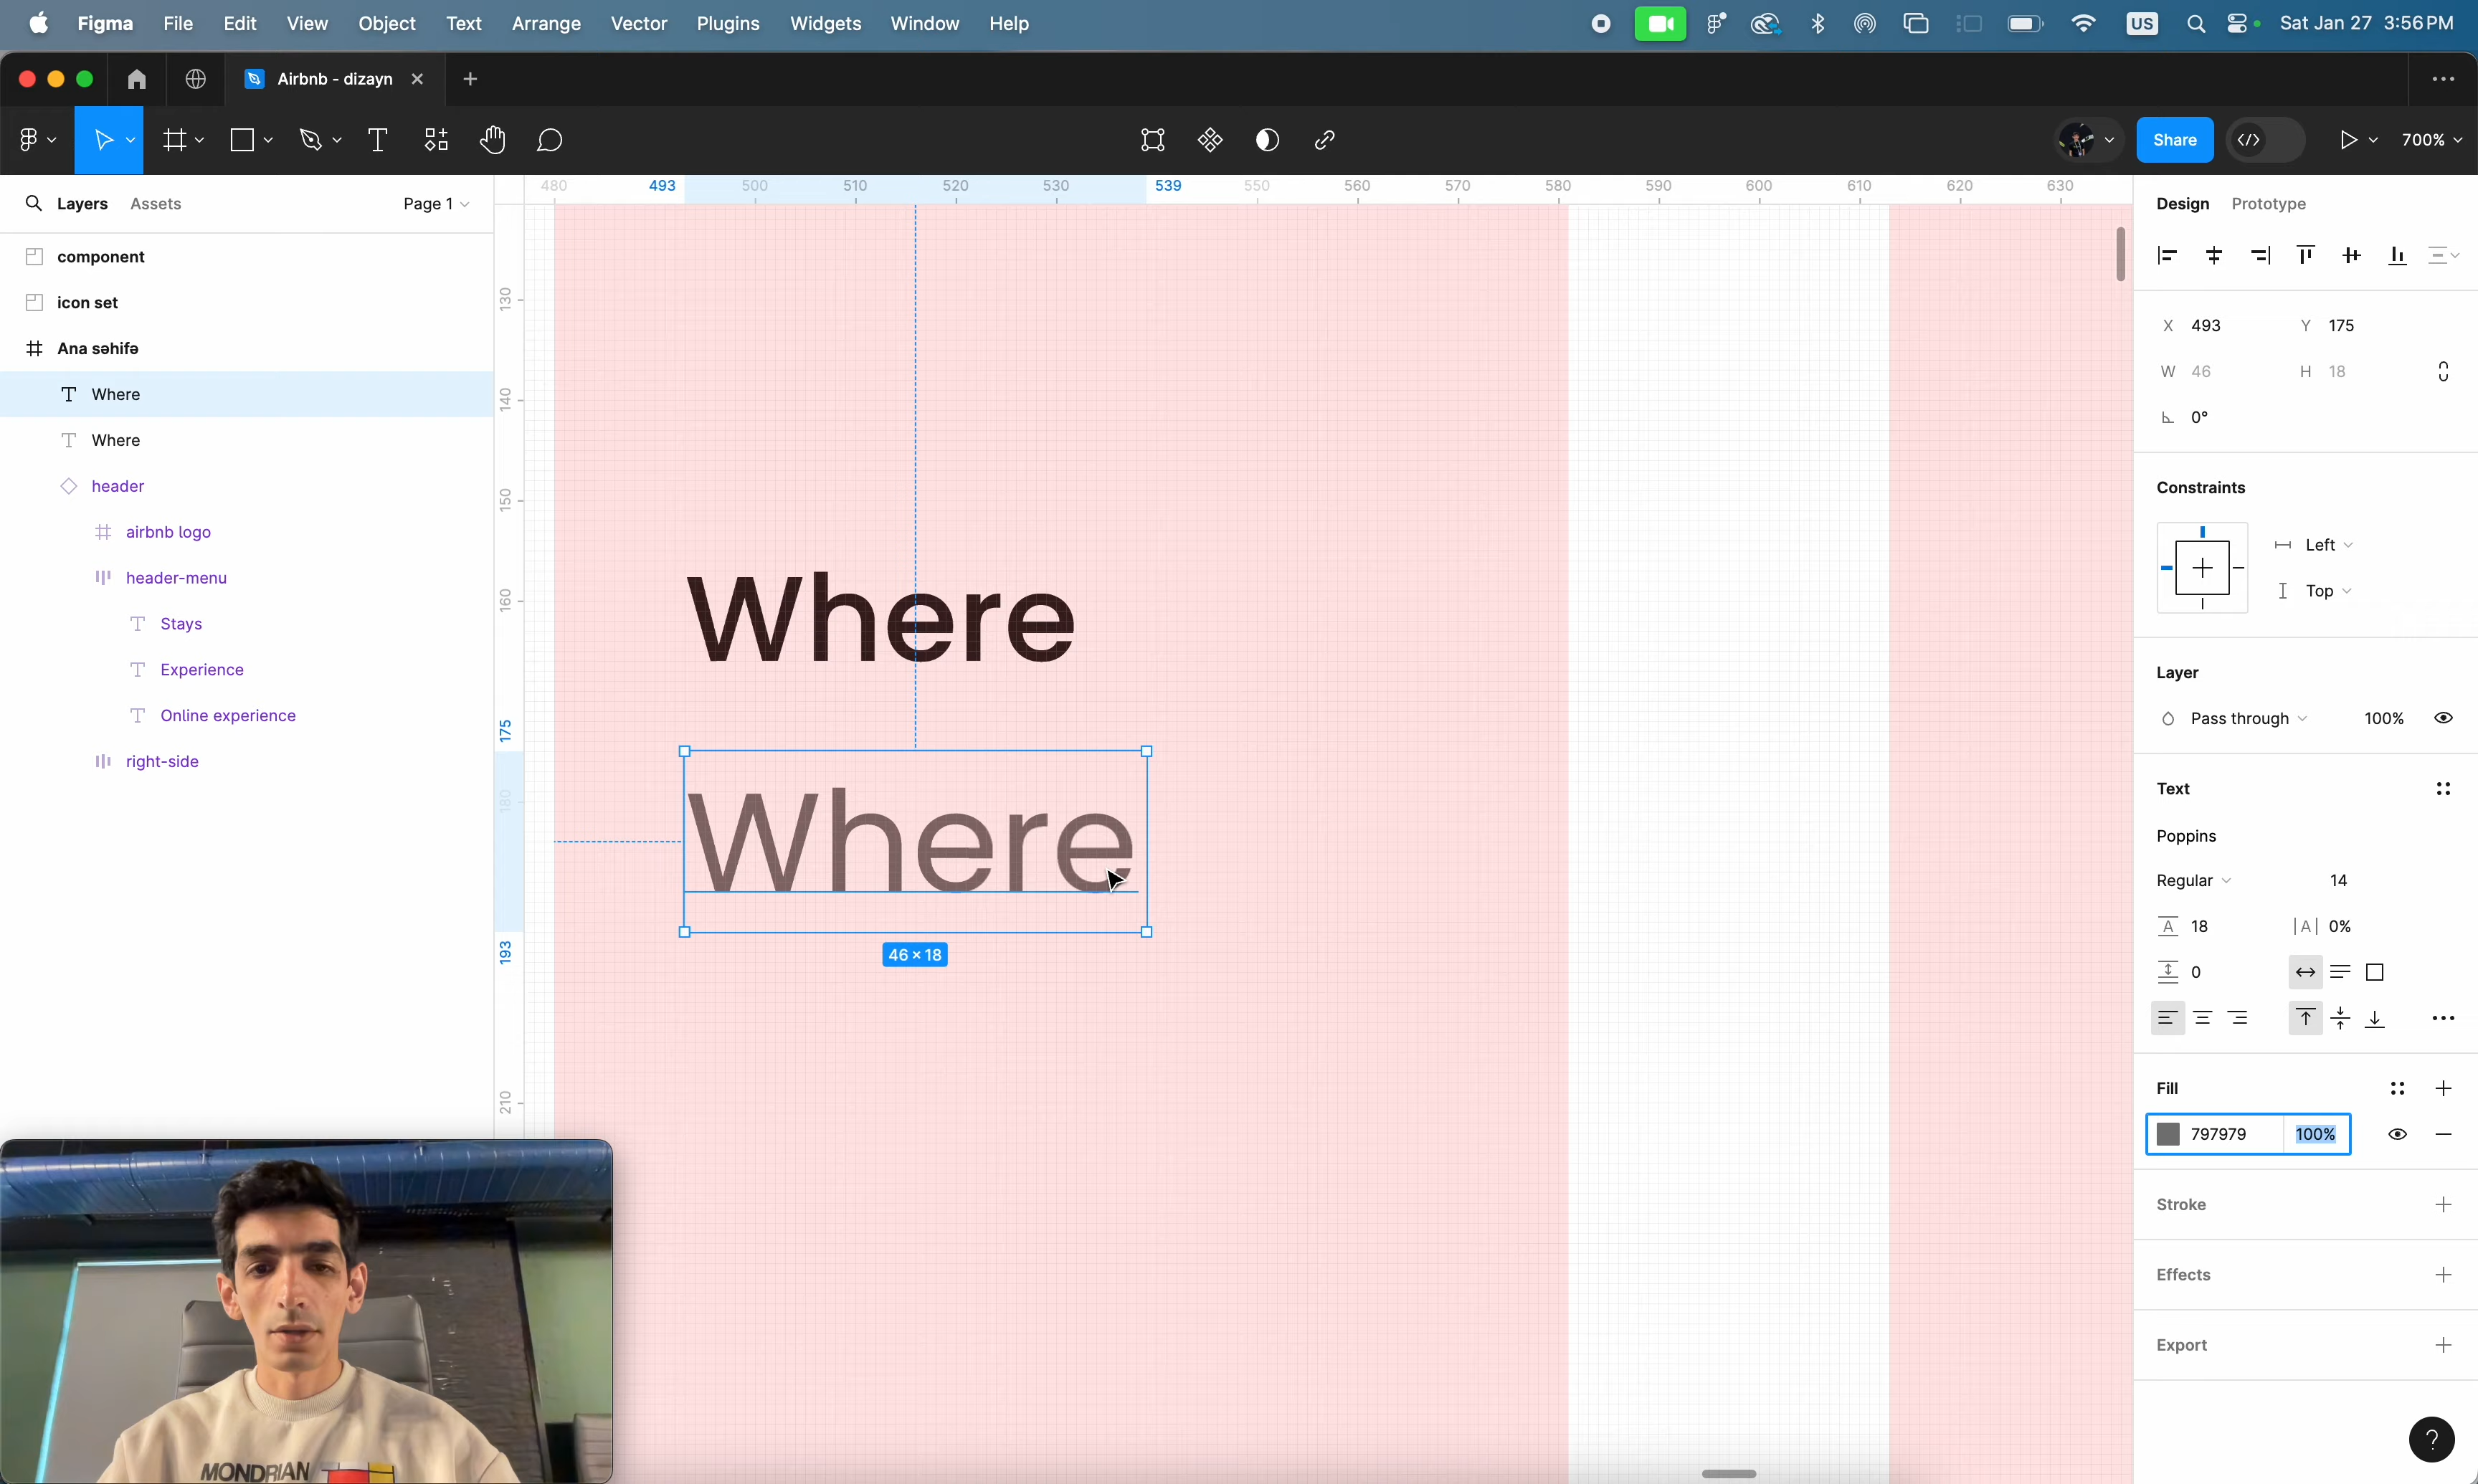 Figma File Edit View Object Text Arrange Vector Plugins Widgets Window Help US Sat Jan 27 3:56 PM
Airbnb - dizayn
Share 700%
Layers Assets Page 1
component
icon set
Ana səhifə
Where
Where
header
airbnb logo
header-menu
Stays
Experience
Online experience
right-side
480 493 500 510 520 530 539 550 560 570 580 590 600 610 620 630
130
140
150
160
175
180
193
210
Where
Where
46 × 18
Design Prototype
X 493 Y 175
W 46 H 18
0°
Constraints
Left
Top
Layer
Pass through 100%
Text
Poppins
Regular 14
A 18 |A| 0%
0
Fill
797979 100%
Stroke
Effects
Export
?
MONDRIAN